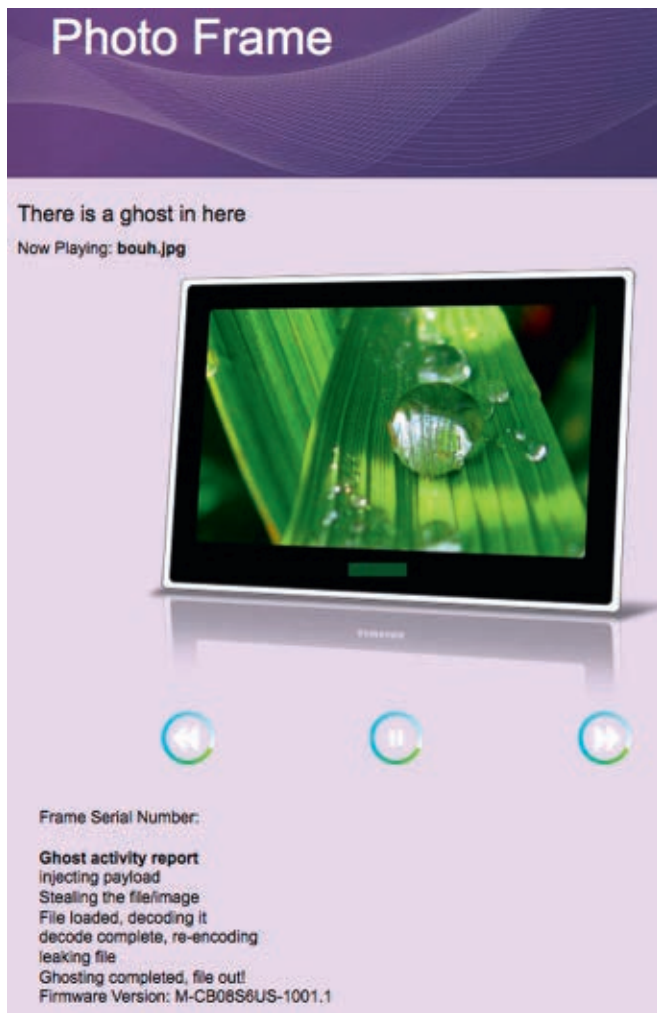 Photo Frame
There is a ghost in here
Now Playing: bouh.jpg
Frame Serial Number:
Ghost activity report
injecting payload
Stealing the file/image
File loaded, decoding it
decode complete, re-encoding
leaking file
Ghosting completed, file out!
Firmware Version: M-CB08S6US-1001.1